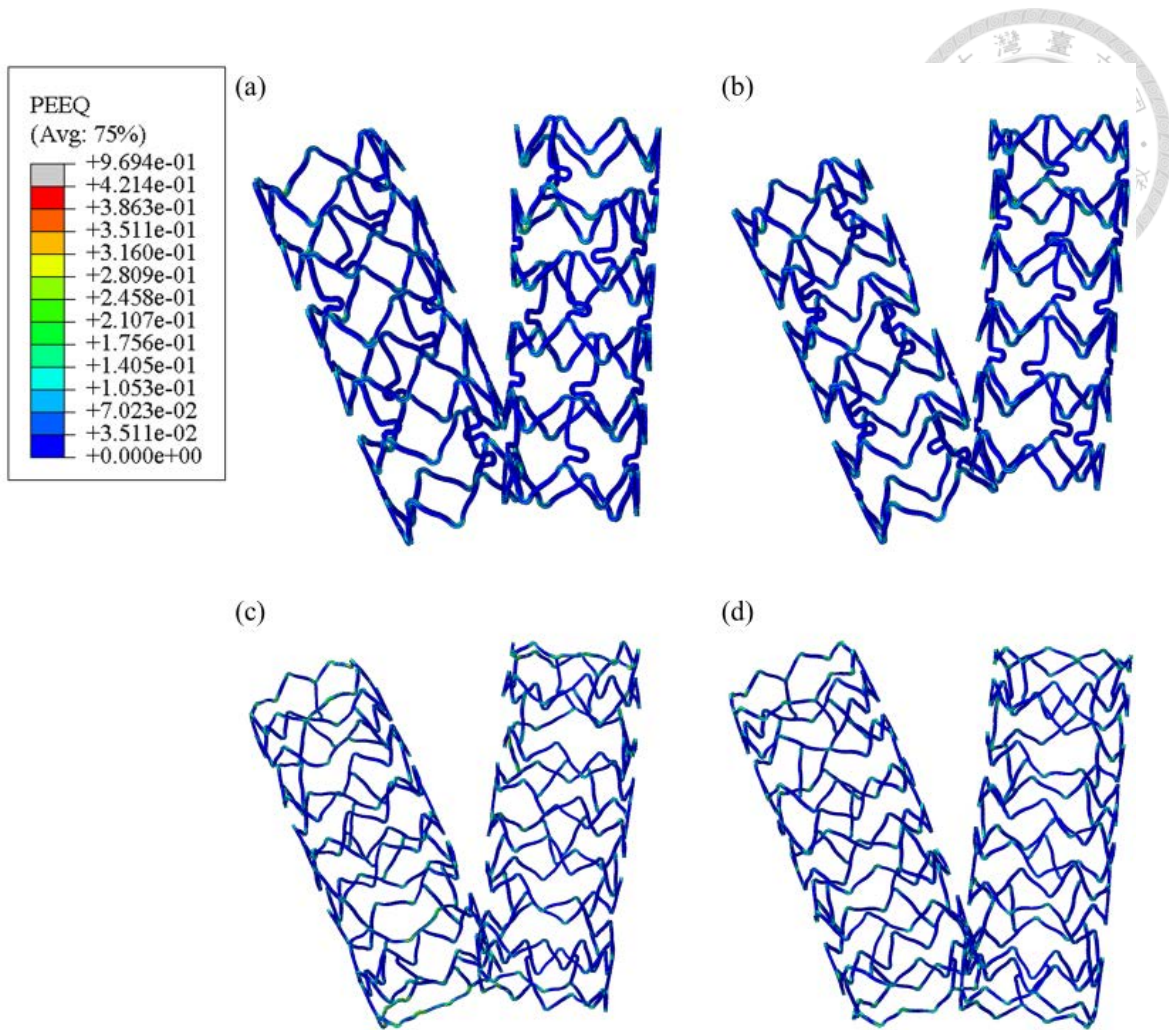 灣 臺
(a)
(b)
PEEQ
(Avg: 75%)
+9.694e-01
+4.214e-01
+3.863e-01
+3.511e-01
+3.160e-01
+2.809e-01
+2.458e-01
+2.107e-01
+1.756e-01
+1.405e-01
+1.053e-01
+7.023e-02
+3.511e-02
+0.000e+00
(c)
(d)